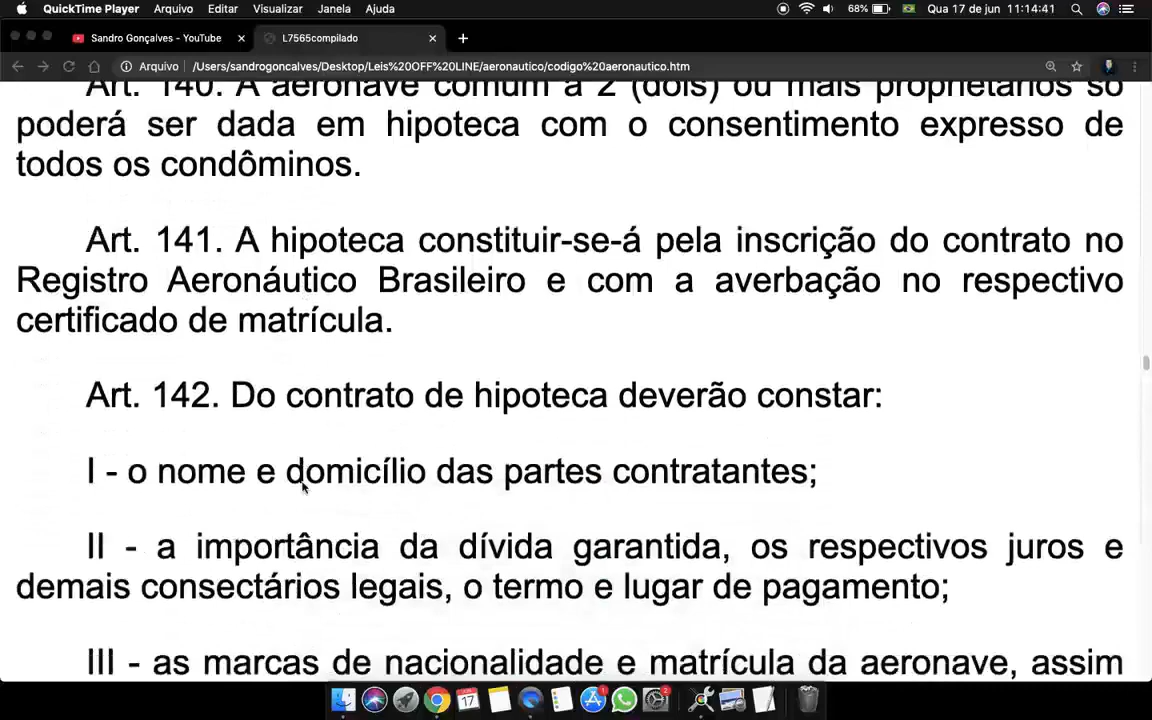 QuickTime Player Arquivo Editar Visualizar Janela Ajuda 68% Qua 17 de jun 11:14:41
Sandro Gonçalves - YouTube L7565compilado
Arquivo /Users/sandrogoncalves/Desktop/Leis%20OFF%20LINE/aeronautico/codigo%20aeronautico.htm
Art. 140. A aeronave comum a 2 (dois) ou mais proprietários só
poderá ser dada em hipoteca com o consentimento expresso de
todos os condôminos.
Art. 141. A hipoteca constituir-se-á pela inscrição do contrato no
Registro Aeronáutico Brasileiro e com a averbação no respectivo
certificado de matrícula.
Art. 142. Do contrato de hipoteca deverão constar:
I - o nome e domicílio das partes contratantes;
II - a importância da dívida garantida, os respectivos juros e
demais consectários legais, o termo e lugar de pagamento;
III - as marcas de nacionalidade e matrícula da aeronave, assim
17